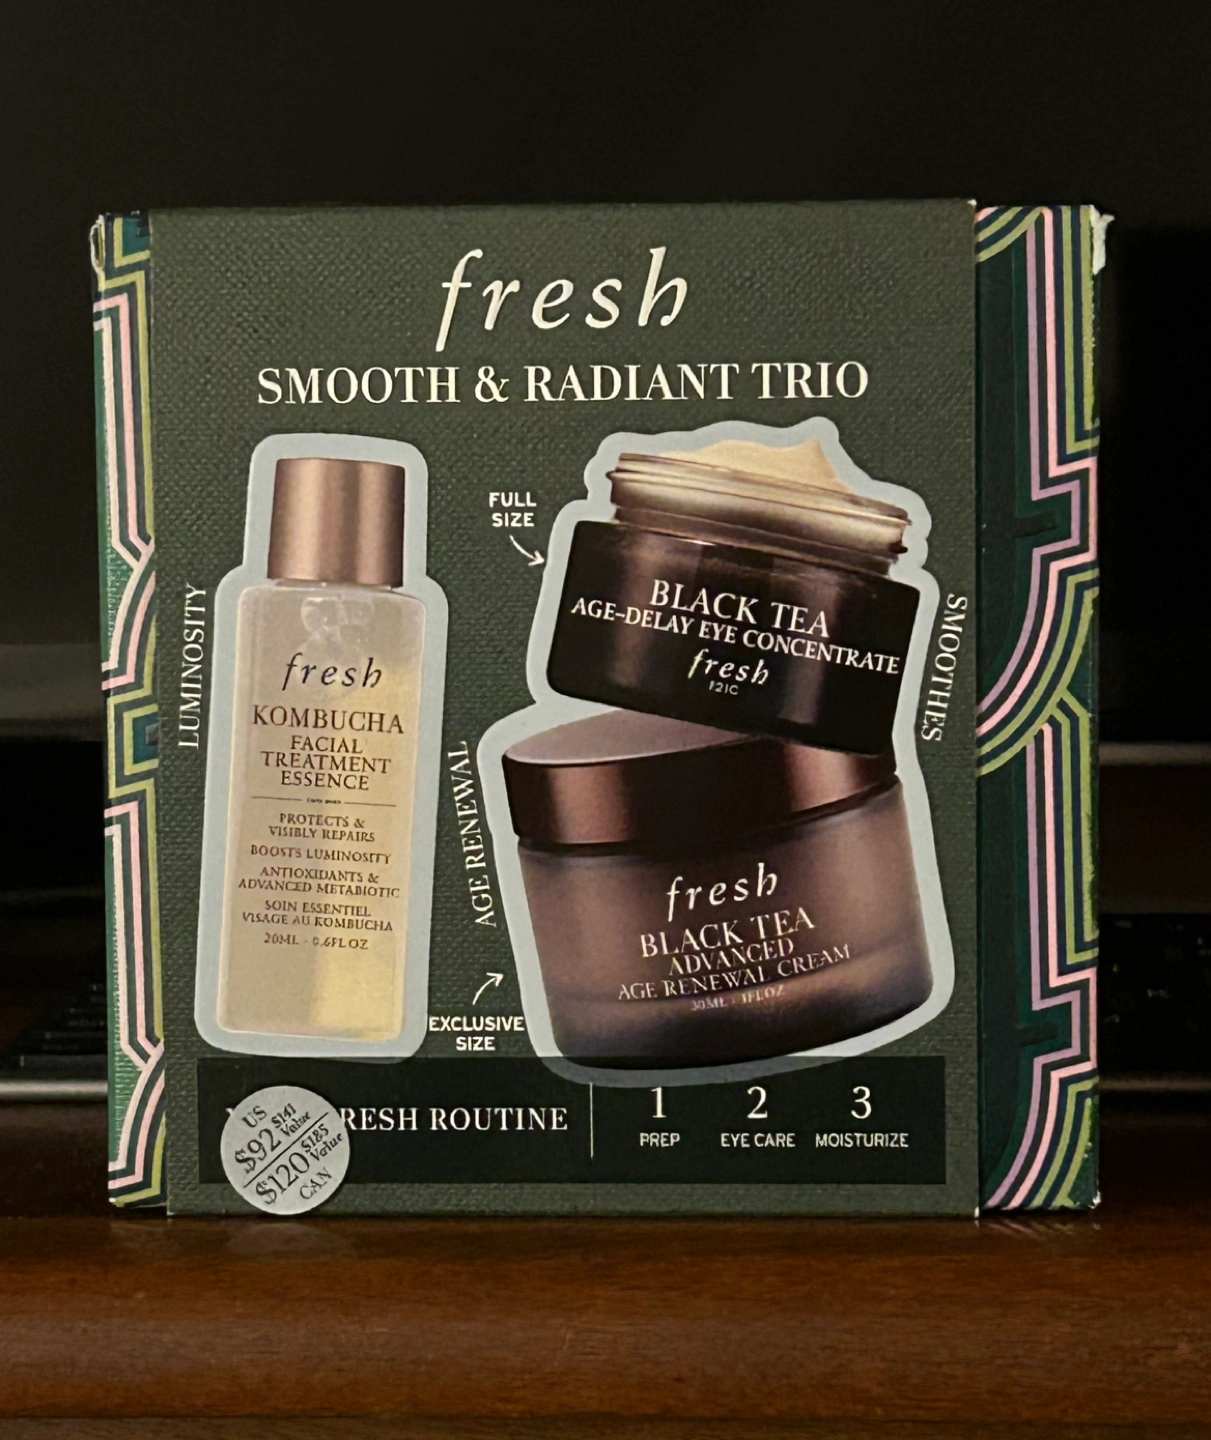 fresh
SMOOTH & RADIANT TRIO
FULL
SIZE
LUMINOSITY
fresh
KOMBUCHA
FACIAL
TREATMENT
ESSENCE
PROTECTS &
VISIBLY REPAIRS
BOOSTS LUMINOSITY
ANTIOXIDANTS &
ADVANCED METABIOTIC
SOIN ESSENTIEL
VISAGE AU KOMBUCHA
20ML - 0.6FL OZ
BLACK TEA
AGE-DELAY EYE CONCENTRATE
fresh
SMOOTHES
AGE RENEWAL
fresh
BLACK TEA
ADVANCED
AGE RENEWAL CREAM
30ML - 1FL OZ
EXCLUSIVE
SIZE
US
$92 $141 Value
$120 $185 Value
CAN
RESH ROUTINE
1
PREP
2
EYE CARE
3
MOISTURIZE